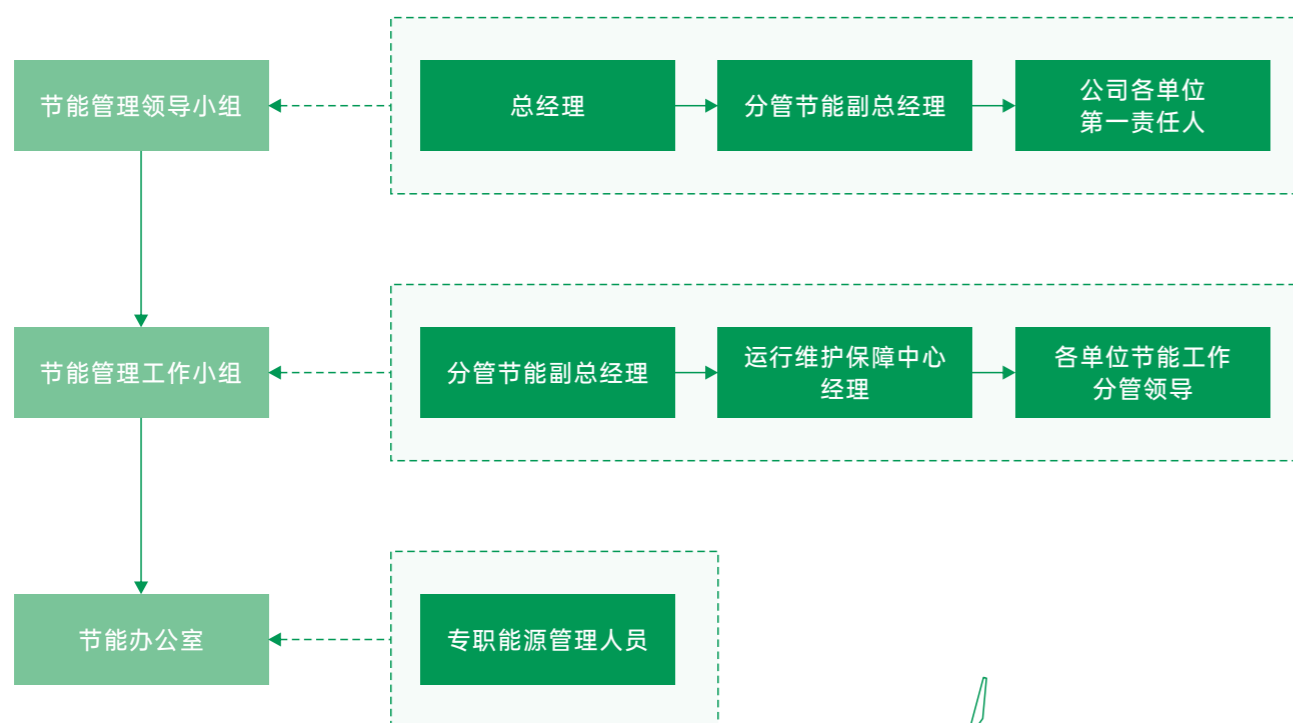 节能管理领导小组
总经理
分管节能副总经理
公司各单位
第一责任人
节能管理工作小组
分管节能副总经理
运行维护保障中心
经理
各单位节能工作
分管领导
节能办公室
专职能源管理人员